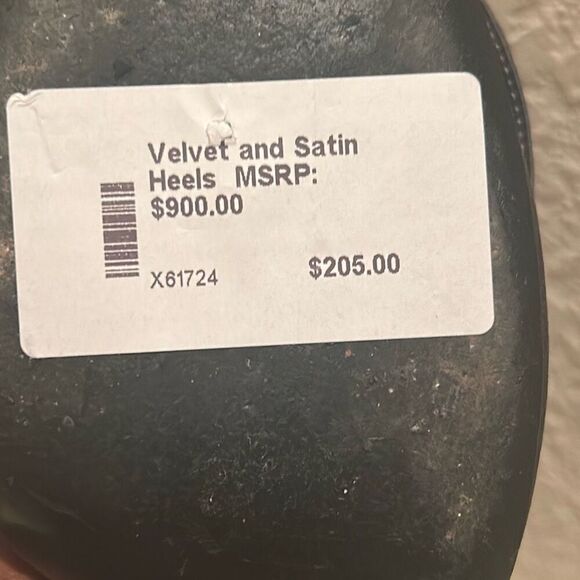 Velvet and Satin
Heels MSRP:
$900.00
X61724
$205.00